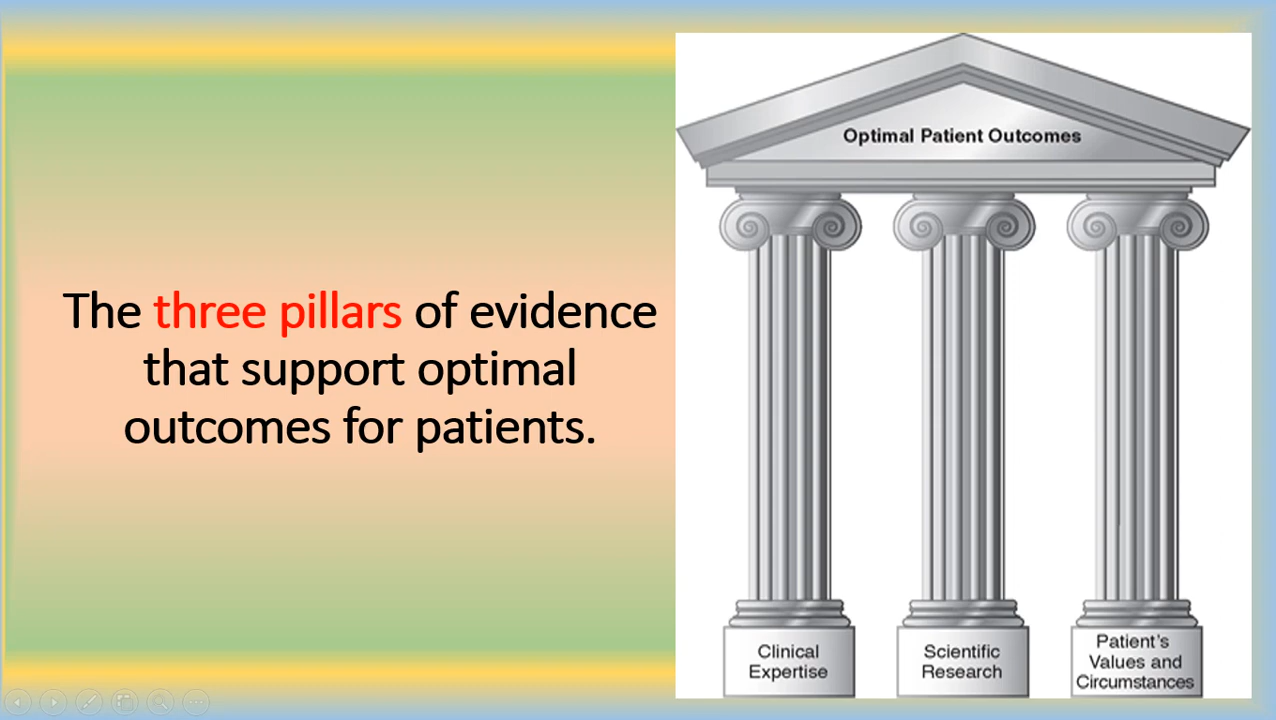 The three pillars of evidence
that support optimal
outcomes for patients.
Optimal Patient Outcomes
Clinical
Expertise
Scientific
Research
Patient's
Values and
Circumstances